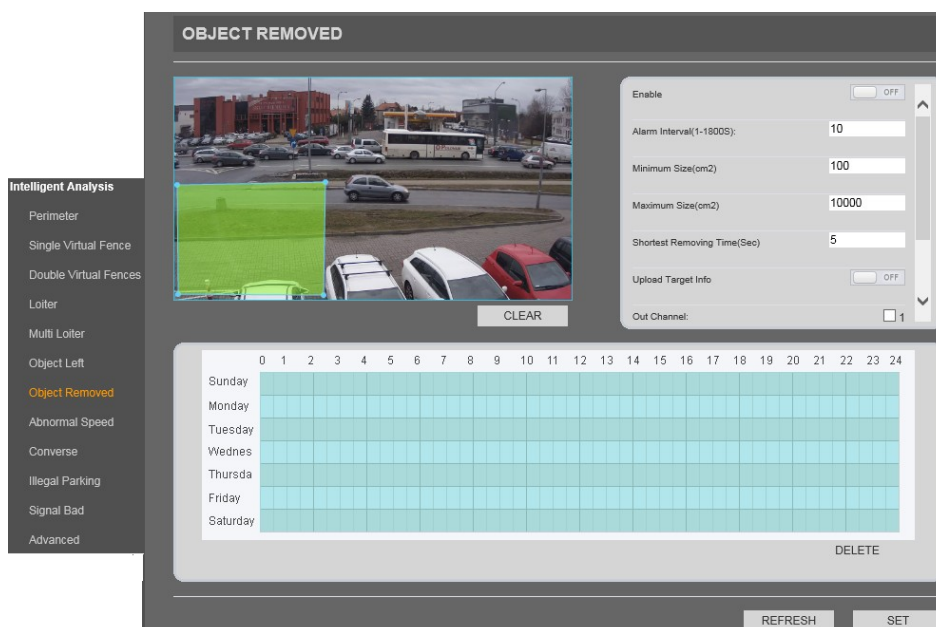 OBJECT REMOVED
Intelligent Analysis
Perimeter
Single Virtual Fence
Double Virtual Fences
Loiter
Multi Loiter
Object Left
Object Removed
Abnormal Speed
Converse
Illegal Parking
Signal Bad
Advanced
CLEAR
Enable OFF
Alarm Interval(1-1800S): 10
Minimum Size(cm2) 100
Maximum Size(cm2) 10000
Shortest Removing Time(Sec) 5
Upload Target Info OFF
Out Channel: 1
0 1 2 3 4 5 6 7 8 9 10 11 12 13 14 15 16 17 18 19 20 21 22 23 24
Sunday
Monday
Tuesday
Wednes
Thursda
Friday
Saturday
DELETE
REFRESH SET